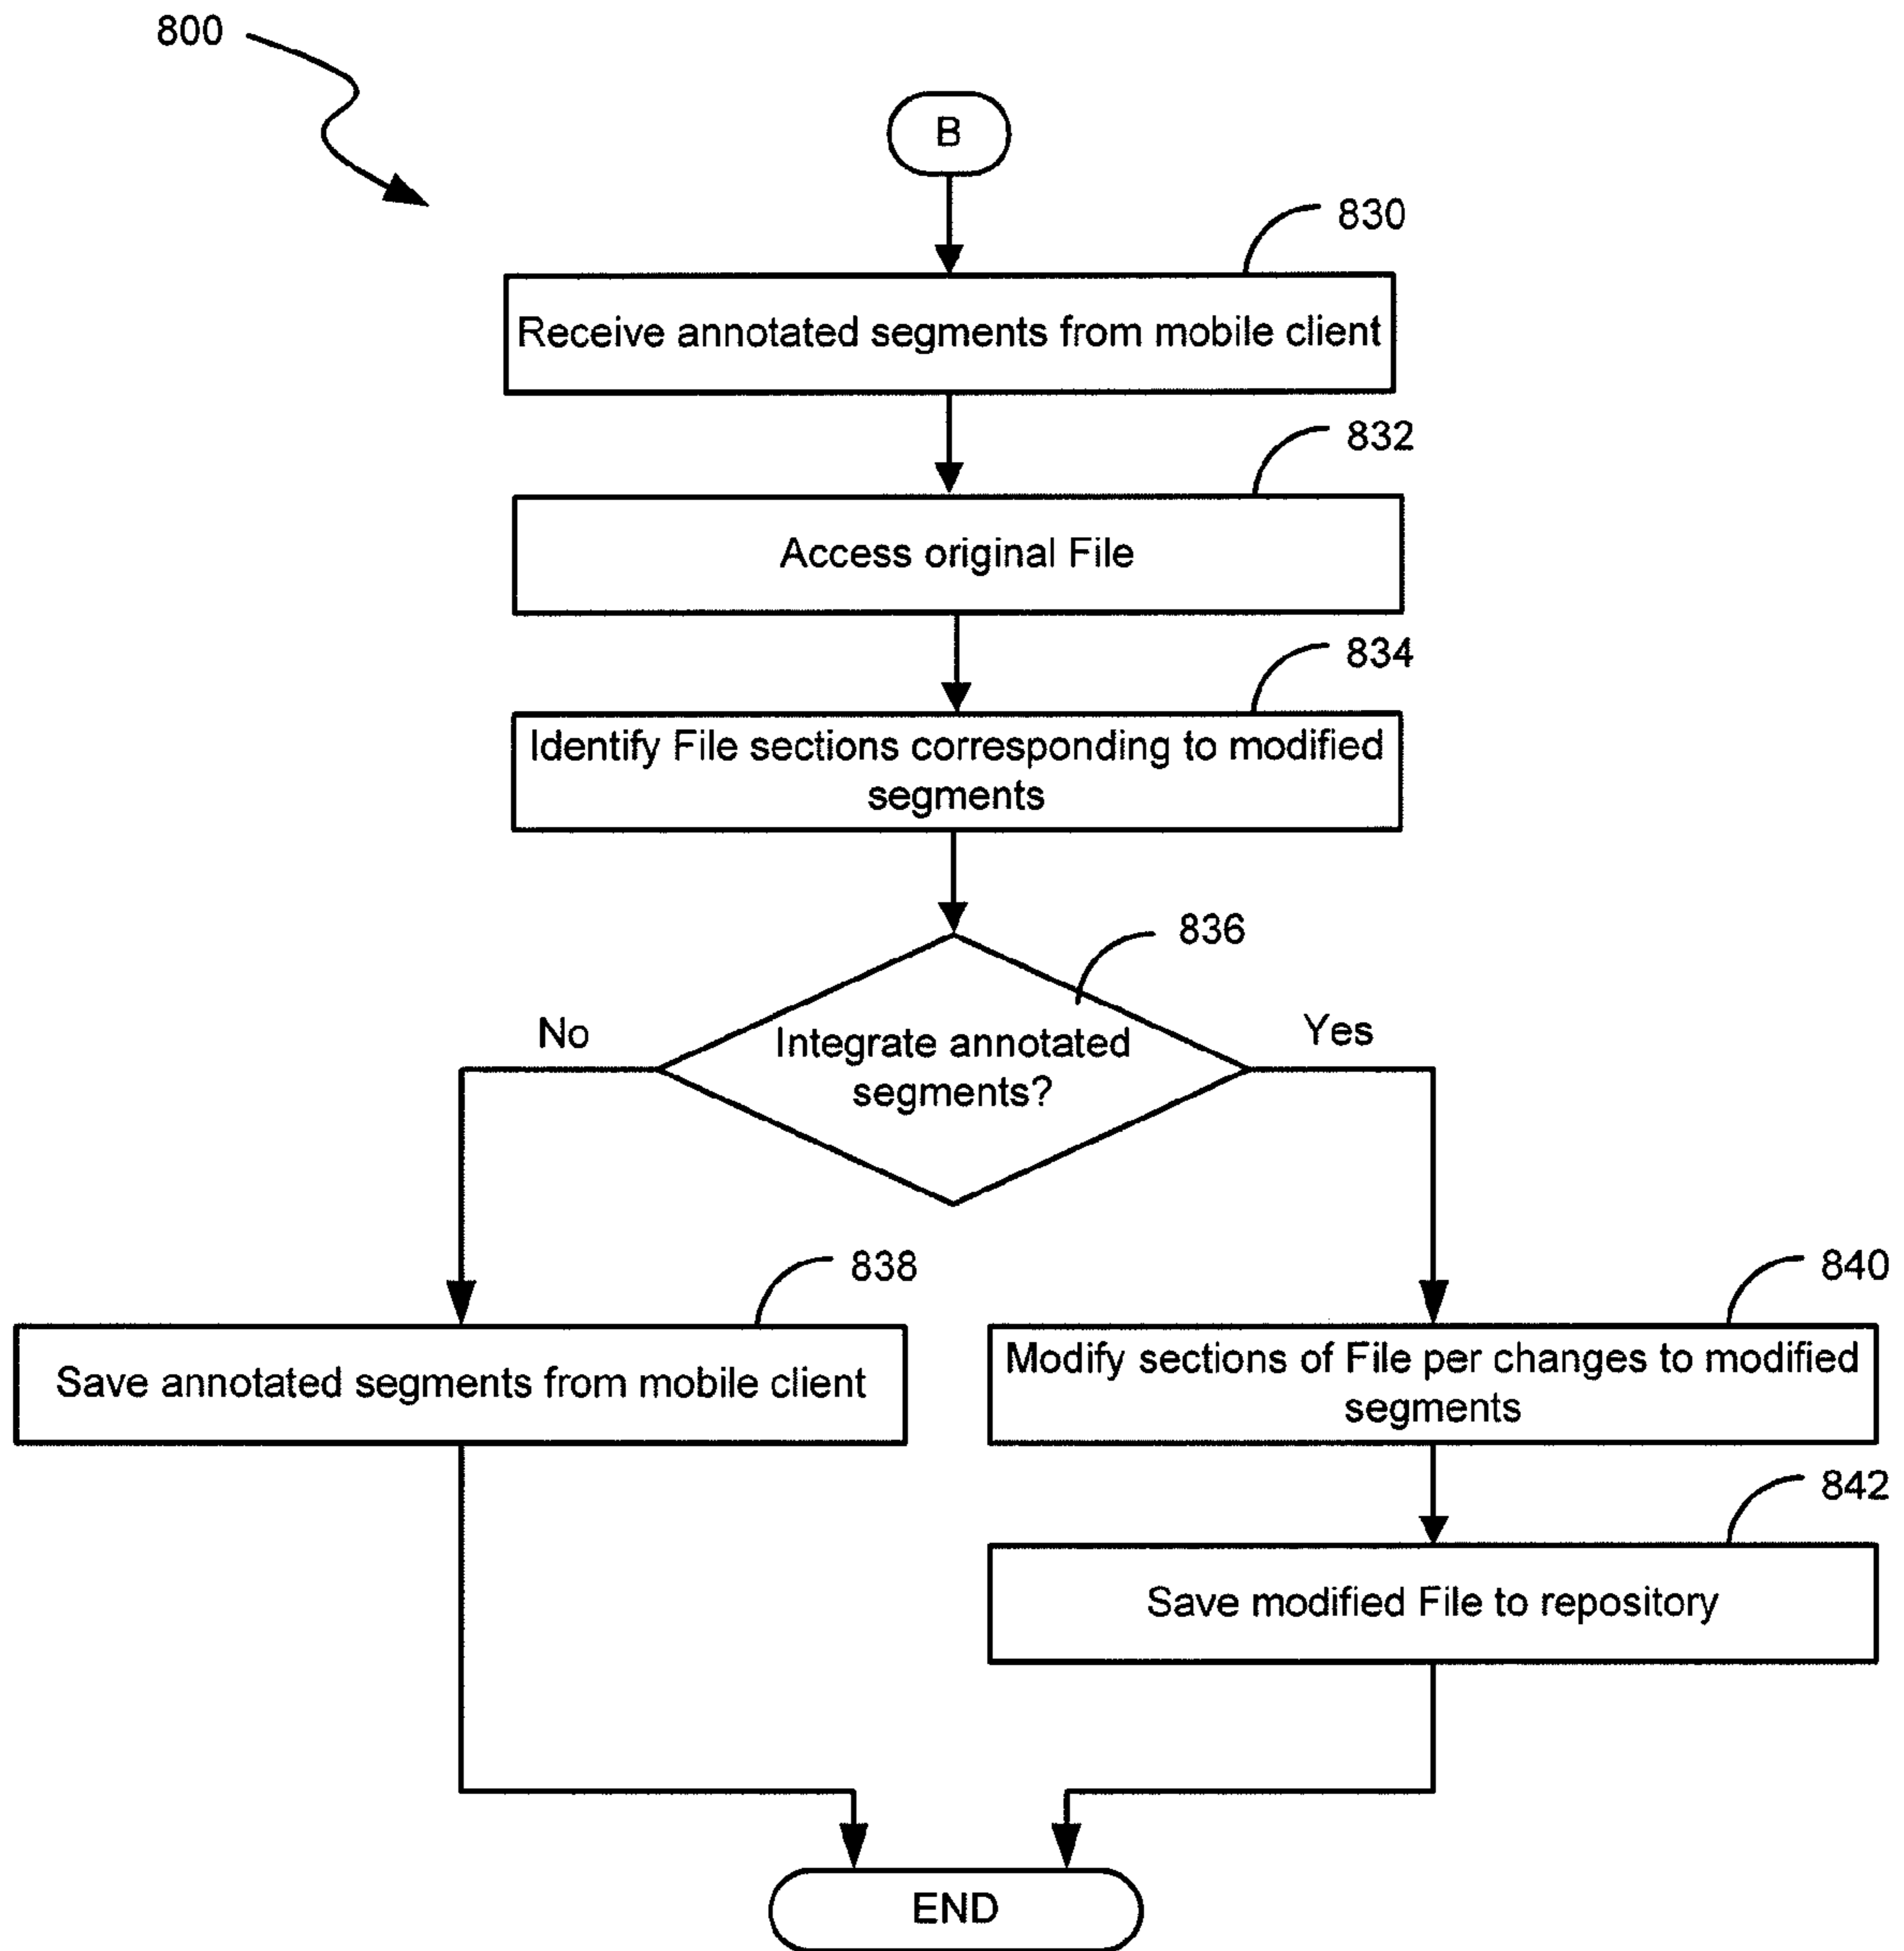 800
B
830
Receive annotated segments from mobile client
832
Access original File
834
Identify File sections corresponding to modified
segments
836
No
Yes
Integrate annotated
segments?
838
Save annotated segments from mobile client
840
Modify sections of File per changes to modified
segments
842
Save modified File to repository
END